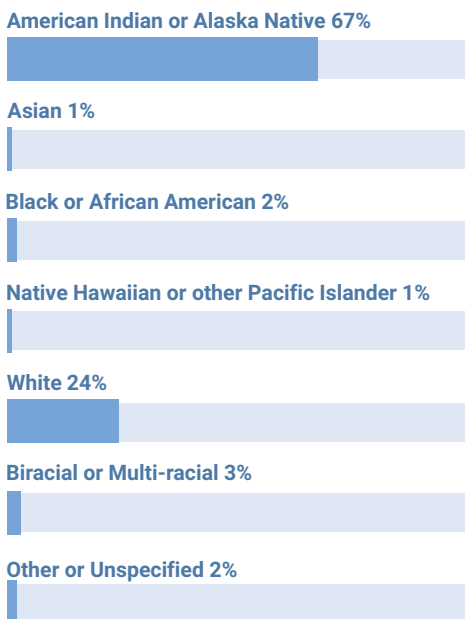 American Indian or Alaska Native 67%
Asian 1%
Black or African American 2%
Native Hawaiian or other Pacific Islander 1%
White 24%
Biracial or Multi-racial 3%
Other or Unspecified 2%